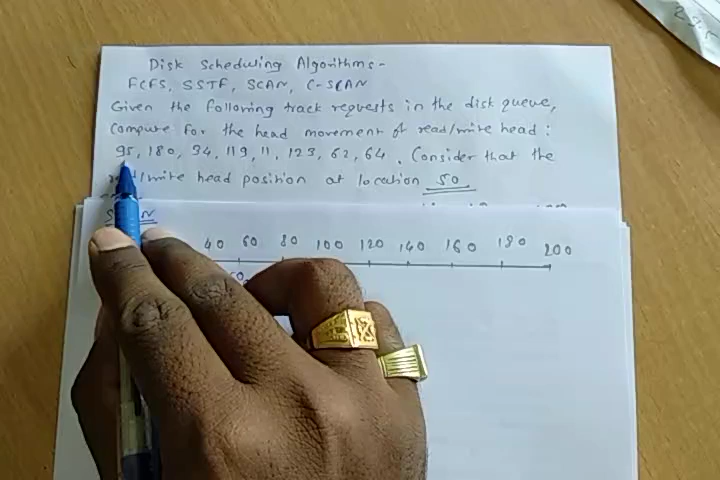 Disk Scheduling Algorithms-
FCFS, SSTF, SCAN, C-SCAN
Given the following track requests in the disk queue,
compute for the head movement of read/write head:
95, 180, 34, 119, 11, 123, 62, 64. Consider that the
/write head position at location 50
40 60 80 100 120 140 160 180 200
50